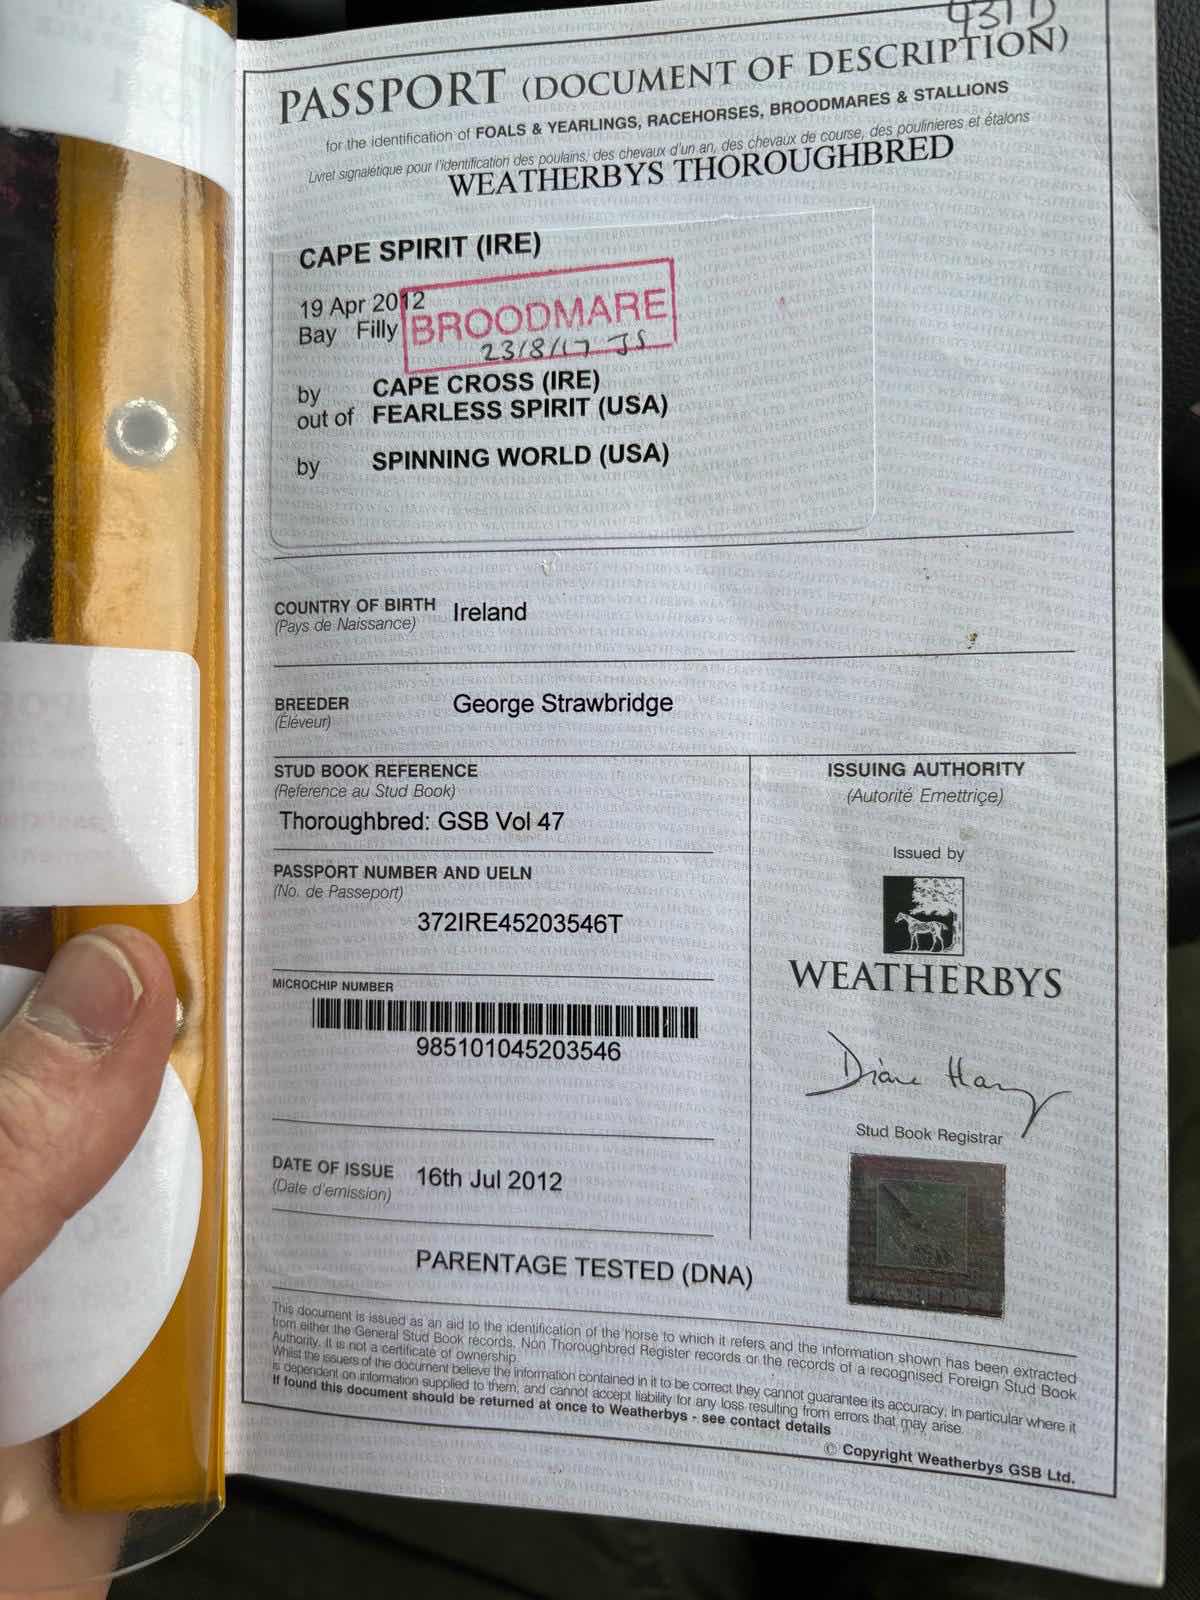 431D
PASSPORT (DOCUMENT OF DESCRIPTION)
for the identification of FOALS & YEARLINGS, RACEHORSES, BROODMARES & STALLIONS
Livret signalétique pour l'identification des poulains, des chevaux d'un an, des chevaux de course, des poulinieres et étalons
WEATHERBYS THOROUGHBRED
CAPE SPIRIT (IRE)
19 Apr 2012
Bay Filly
BROODMARE
23/8/17 JS
by CAPE CROSS (IRE)
out of FEARLESS SPIRIT (USA)
by SPINNING WORLD (USA)
COUNTRY OF BIRTH Ireland
(Pays de Naissance)
BREEDER George Strawbridge
(Éléveur)
STUD BOOK REFERENCE
(Reference au Stud Book)
Thoroughbred: GSB Vol 47
PASSPORT NUMBER AND UELN
(No. de Passeport)
372IRE45203546T
MICROCHIP NUMBER
985101045203546
DATE OF ISSUE 16th Jul 2012
(Date d'emission)
ISSUING AUTHORITY
(Autorité Emettriçe)
Issued by
WEATHERBYS
Diane Han
Stud Book Registrar
PARENTAGE TESTED (DNA)
This document is issued as an aid to the identification of the horse to which it refers and the information shown has been extracted
from either the General Stud Book records, Non Thoroughbred Register records or the records of a recognised Foreign Stud Book
Authority. It is not a certificate of ownership.
Whilst the issuers of the document believe the information contained in it to be correct they cannot guarantee its accuracy, in particular where it
is dependent on information supplied to them, and cannot accept liability for any loss resulting from errors that may arise.
If found this document should be returned at once to Weatherbys - see contact details
© Copyright Weatherbys GSB Ltd.